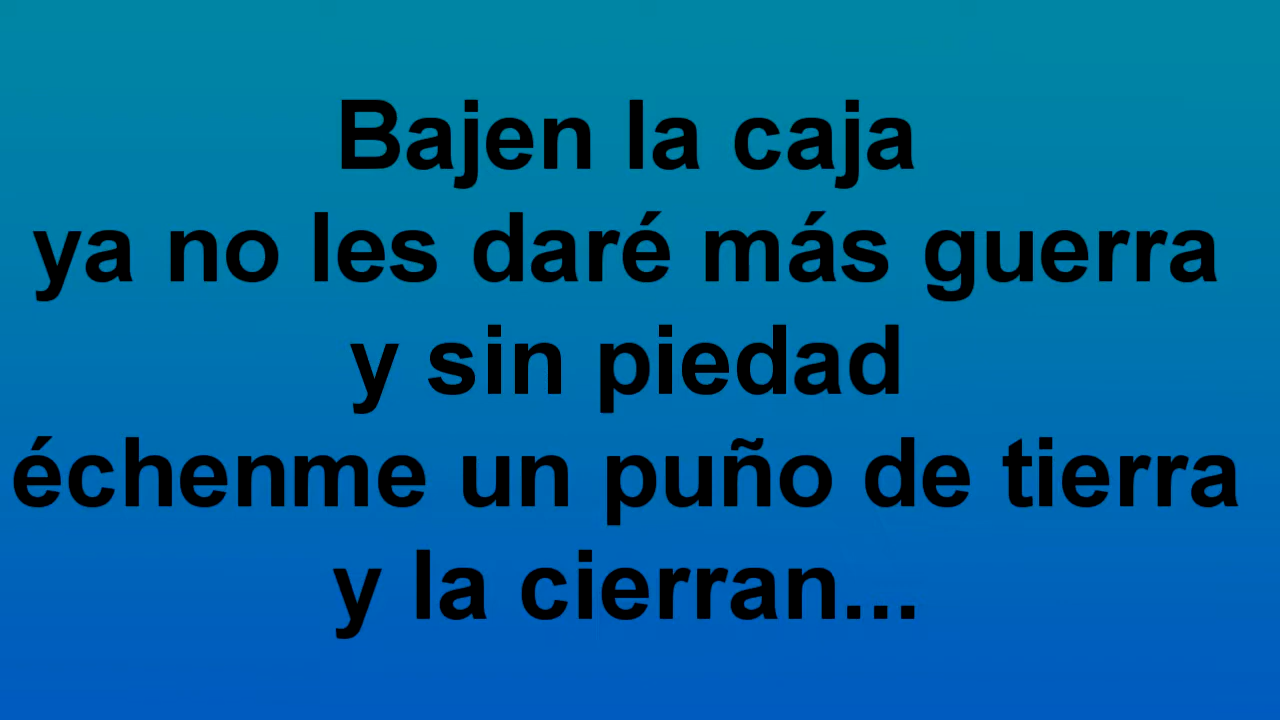 Bajen la caja
ya no les daré más guerra
y sin piedad
échenme un puño de tierra
y la cierran...